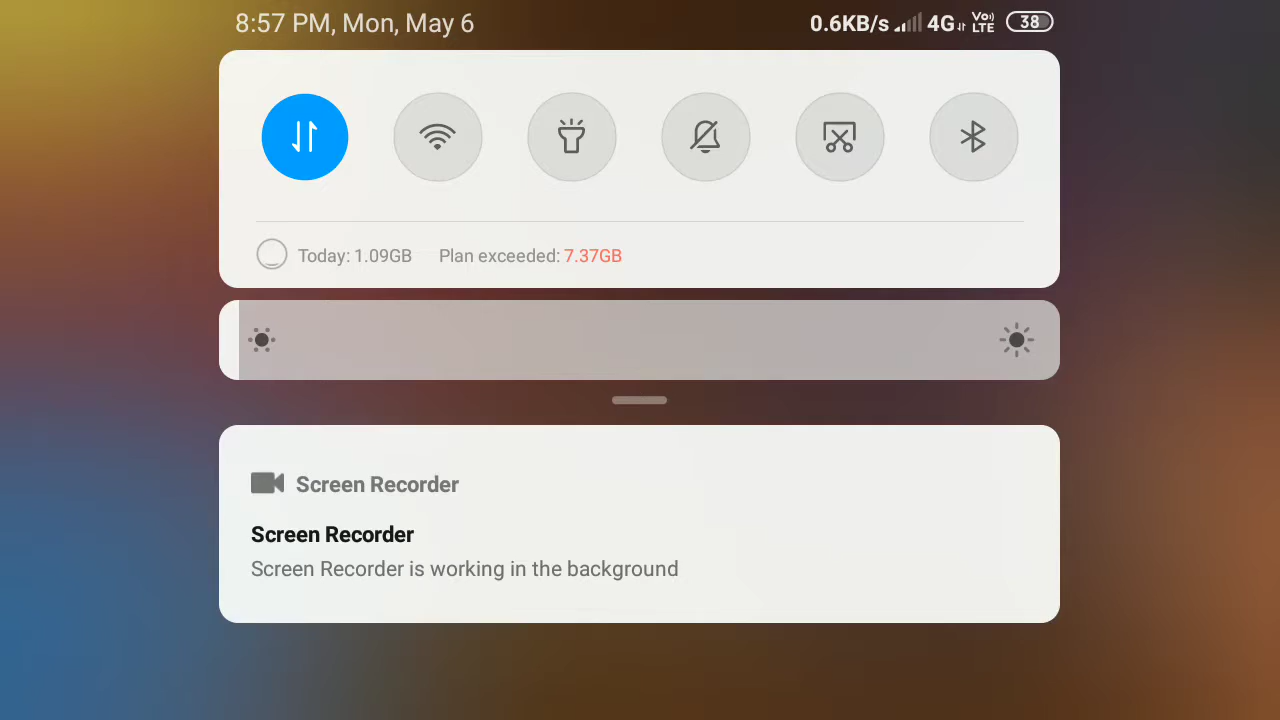 8:57 PM, Mon, May 6
0.6KB/s 4G Vo) LTE 38
Today: 1.09GB Plan exceeded: 7.37GB
Screen Recorder
Screen Recorder
Screen Recorder is working in the background